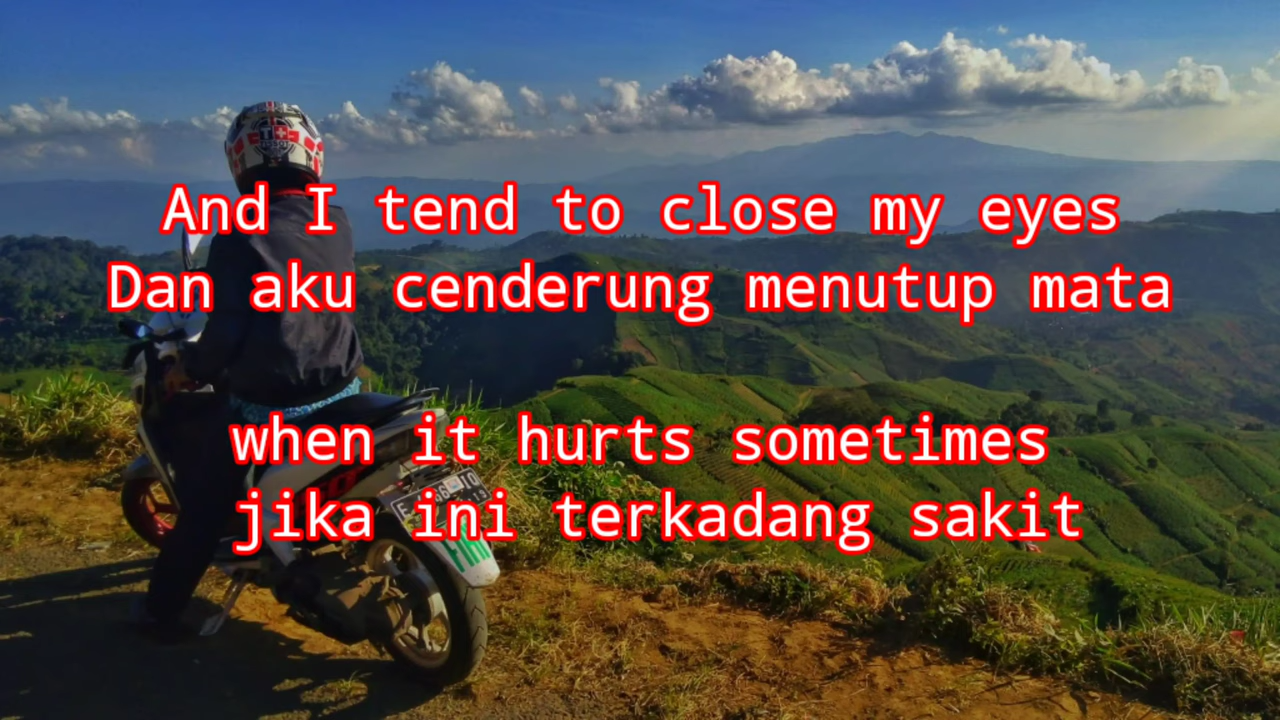 And I tend to close my eyes
Dan aku cenderung menutup mata
when it hurts sometimes
jika ini terkadang sakit